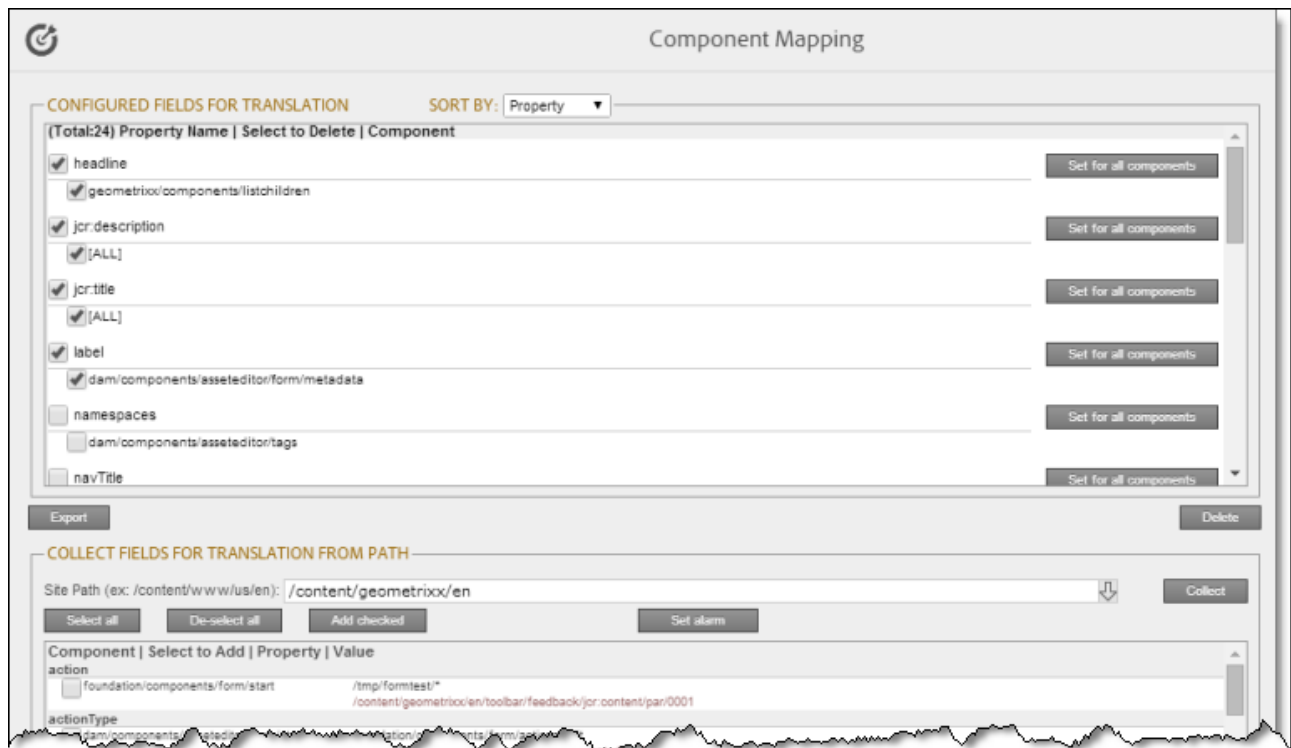 Component Mapping
CONFIGURED FIELDS FOR TRANSLATION SORT BY: Property
(Total:24) Property Name | Select to Delete | Component
headline Set for all components
geometrixx/components/listchildren
jcr:description Set for all components
[ALL]
jcr:title Set for all components
[ALL]
label Set for all components
dam/components/asseteditor/form/metadata
namespaces Set for all components
dam/components/asseteditor/tags
navTitle Set for all components
Export Delete
COLLECT FIELDS FOR TRANSLATION FROM PATH
Site Path (ex: /content/www/us/en): /content/geometrixx/en Collect
Select all De-select all Add checked Set alarm
Component | Select to Add | Property | Value
action
foundation/components/form/start /tmp/formtest/*
/content/geometrixx/en/toolbar/feedback/jcr:content/par/0001
actionType